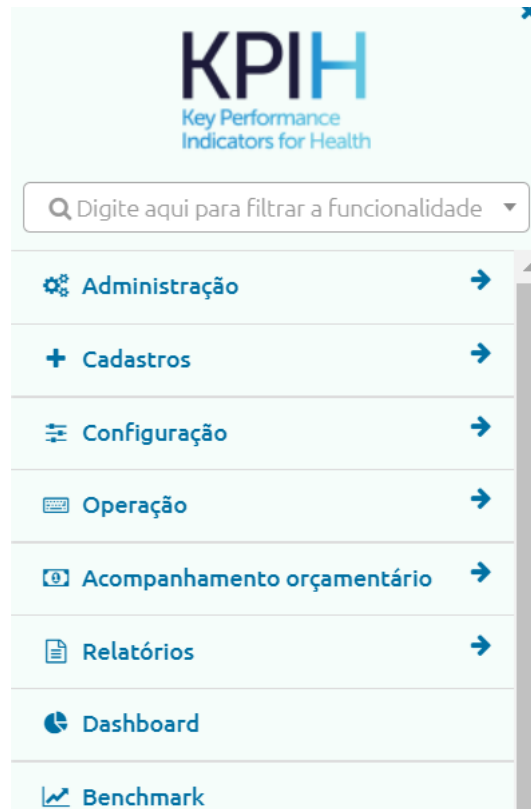 KPIH
Key Performance
Indicators for Health
Digite aqui para filtrar a funcionalidade
Administração
Cadastros
Configuração
Operação
Acompanhamento orçamentário
Relatórios
Dashboard
Benchmark